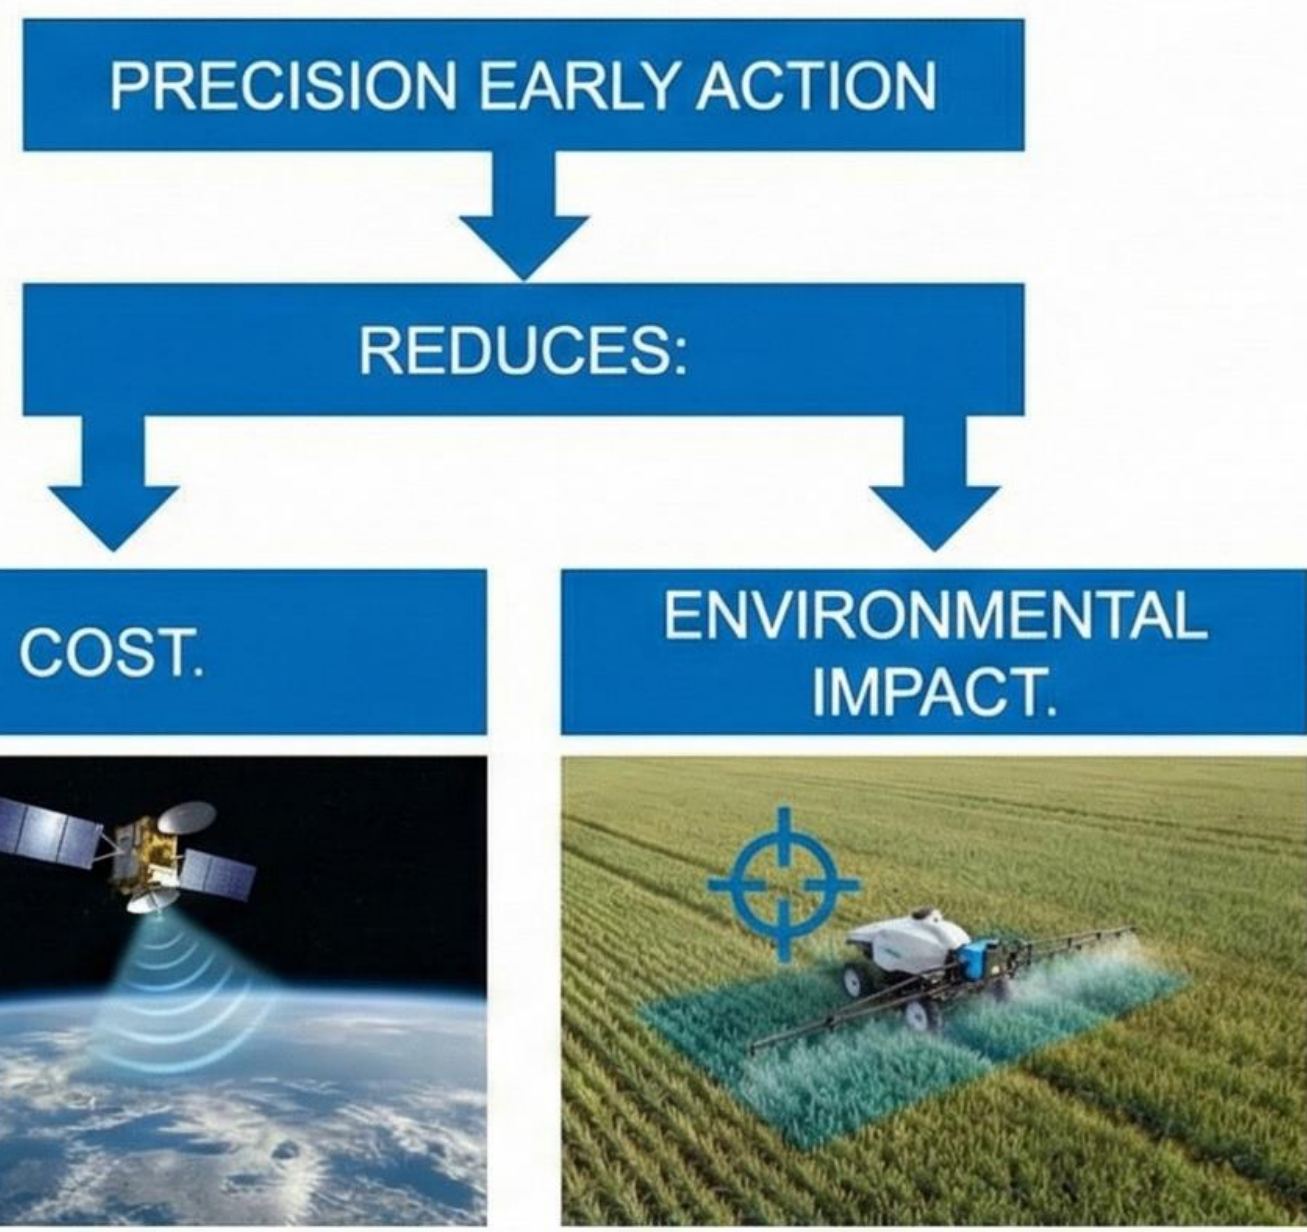 PRECISION EARLY ACTION
REDUCES:
COST.
ENVIRONMENTAL
IMPACT.